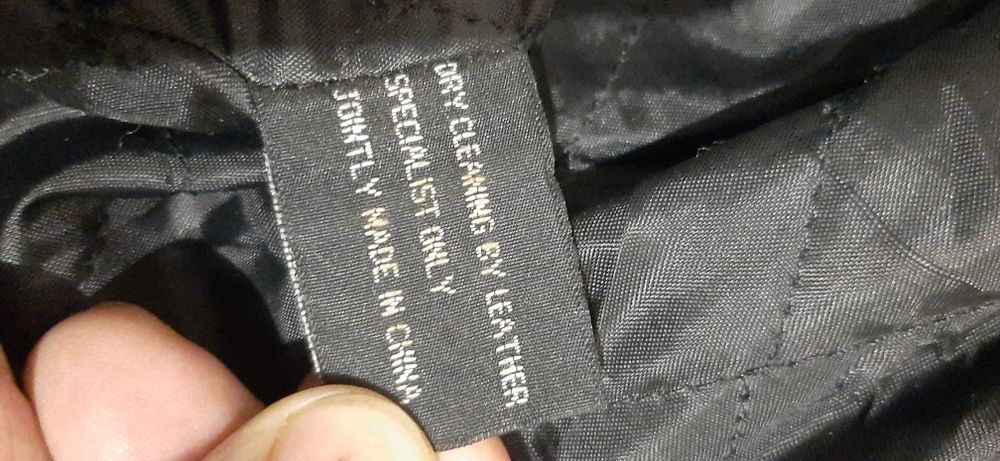 DRY CLEANING BY LEATHER
SPECIALIST ONLY
JOINTLY MADE IN CHINA